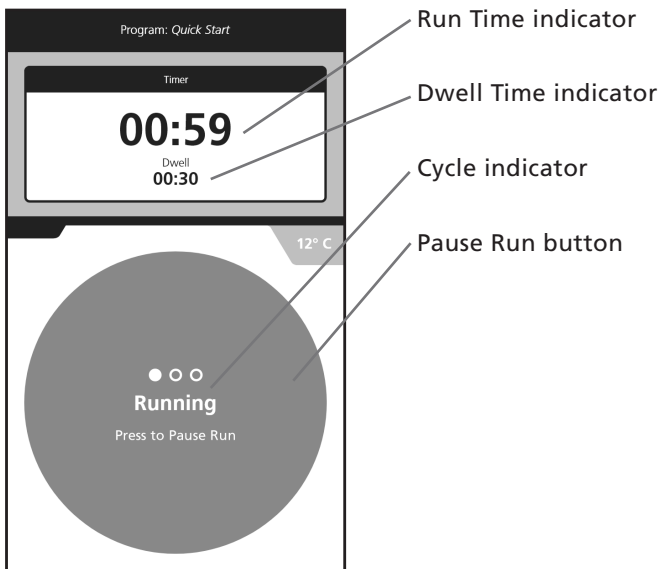 Program: Quick Start
Timer
00:59
Dwell
00:30
12° C
Running
Press to Pause Run
Run Time indicator
Dwell Time indicator
Cycle indicator
Pause Run button